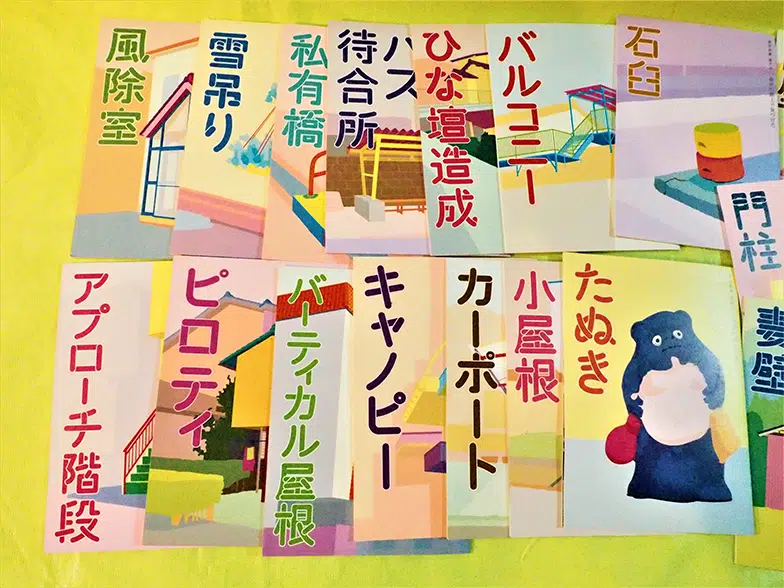 風除室
雪吊り
私有橋
バス
待合所
ひな壇造成
バルコニー
石臼
門柱
アプローチ階段
ピロティ
バーティカル屋根
キャノピー
カーポート
小屋根
たぬき